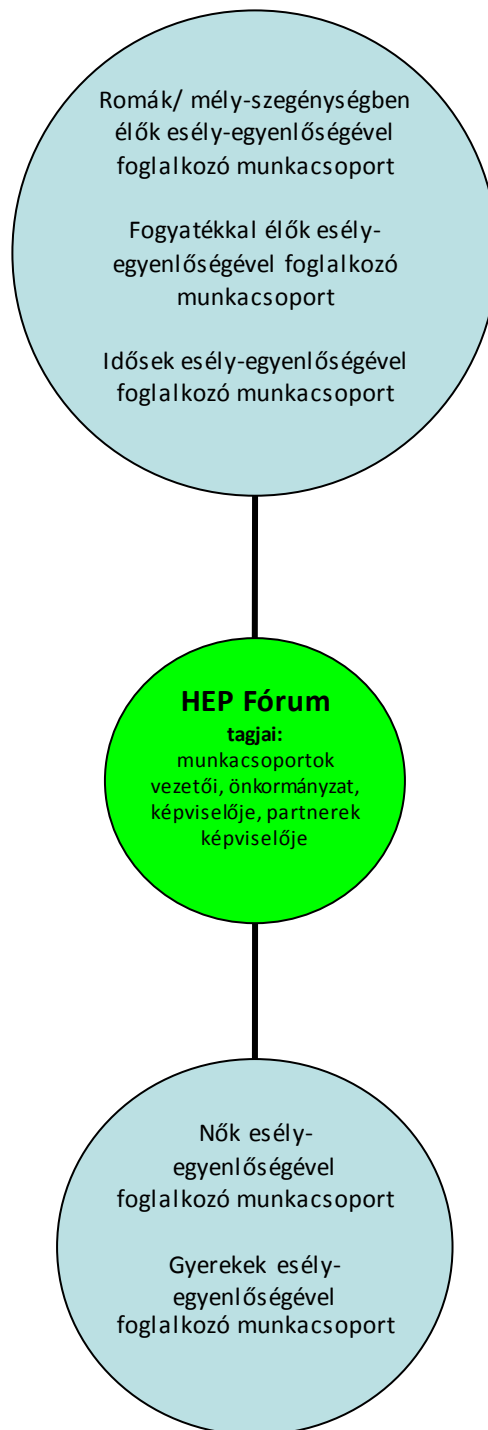 Romák/ mély-szegénységben
élők esély-egyenlőségével
foglalkozó munkacsoport
Fogyatékkal élők esély-
egyenlőségével foglalkozó
munkacsoport
Idősek esély-egyenlőségével
foglalkozó munkacsoport
HEP Fórum
tagjai:
munkacsoportok
vezetői, önkormányzat,
képviselője, partnerek
képviselője
Nők esély-
egyenlőségével
foglalkozó munkacsoport
Gyerekek esély-
egyenlőségével
foglalkozó munkacsoport